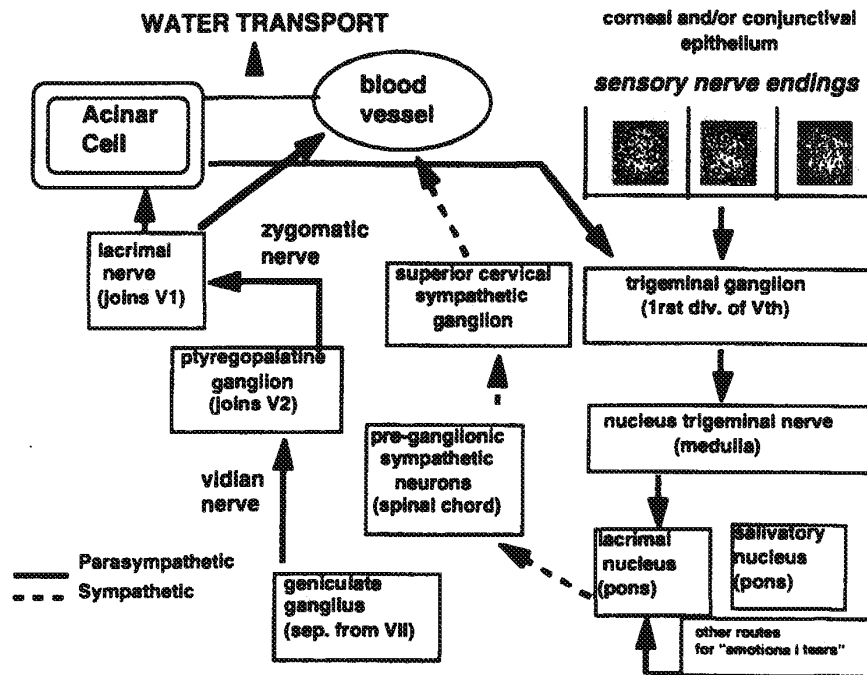 WATER TRANSPORT
corneal and/or conjunctival
epithelium
sensory nerve endings
blood
vessel
Acinar
Cell
zygomatic
nerve
lacrimal
nerve
(joins V1)
superior cervical
sympathetic
ganglion
trigeminal ganglion
(1rst div. of Vth)
ptyregopalatine
ganglion
(joins V2)
nucleus trigeminal nerve
(medulla)
pre-ganglionic
sympathetic
neurons
(spinal chord)
vidian
nerve
lacrimal
nucleus
(pons)
salivatory
nucleus
(pons)
Parasympathetic
Sympathetic
geniculate
ganglius
(sep. from VII)
other routes
for "emotiona l tears"